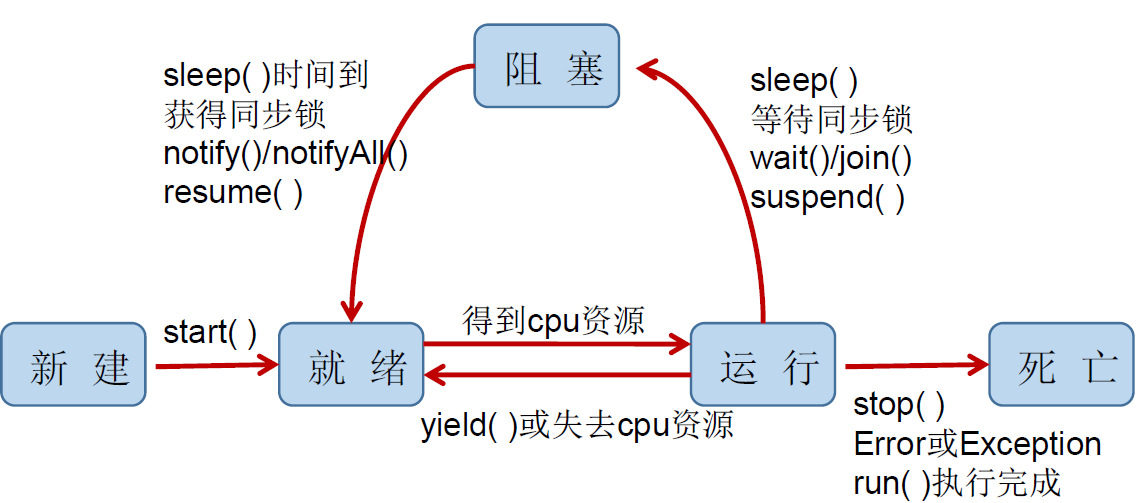 阻 塞
sleep( )时间到
获得同步锁
notify()/notifyAll()
resume( )
sleep( )
等待同步锁
wait()/join()
suspend( )
新 建
start( )
就 绪
得到cpu资源
yield( )或失去cpu资源
运 行
死 亡
stop( )
Error或Exception
run( )执行完成